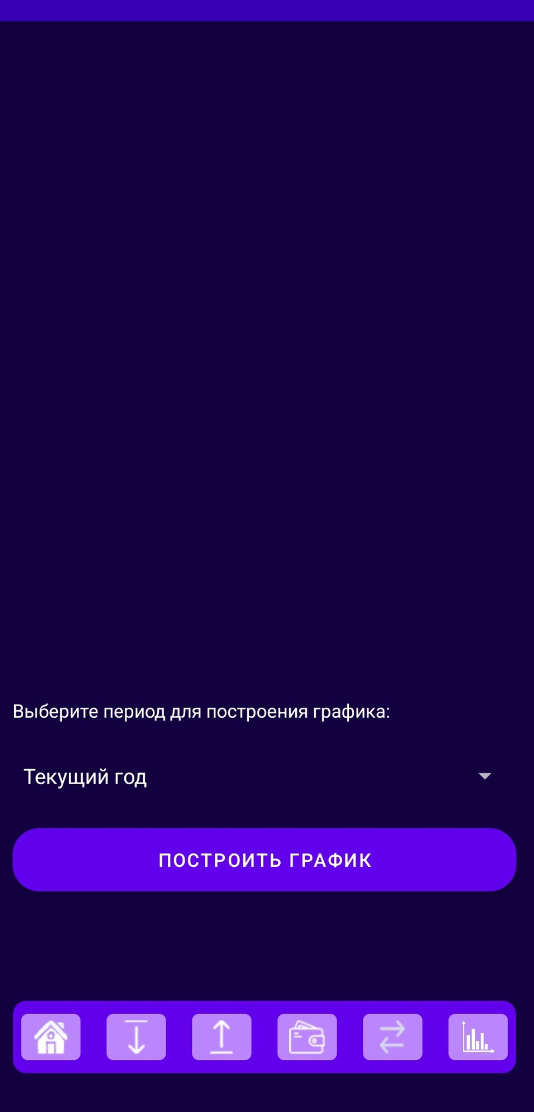 Выберите период для построения графика:
Текущий год
ПОСТРОИТЬ ГРАФИК